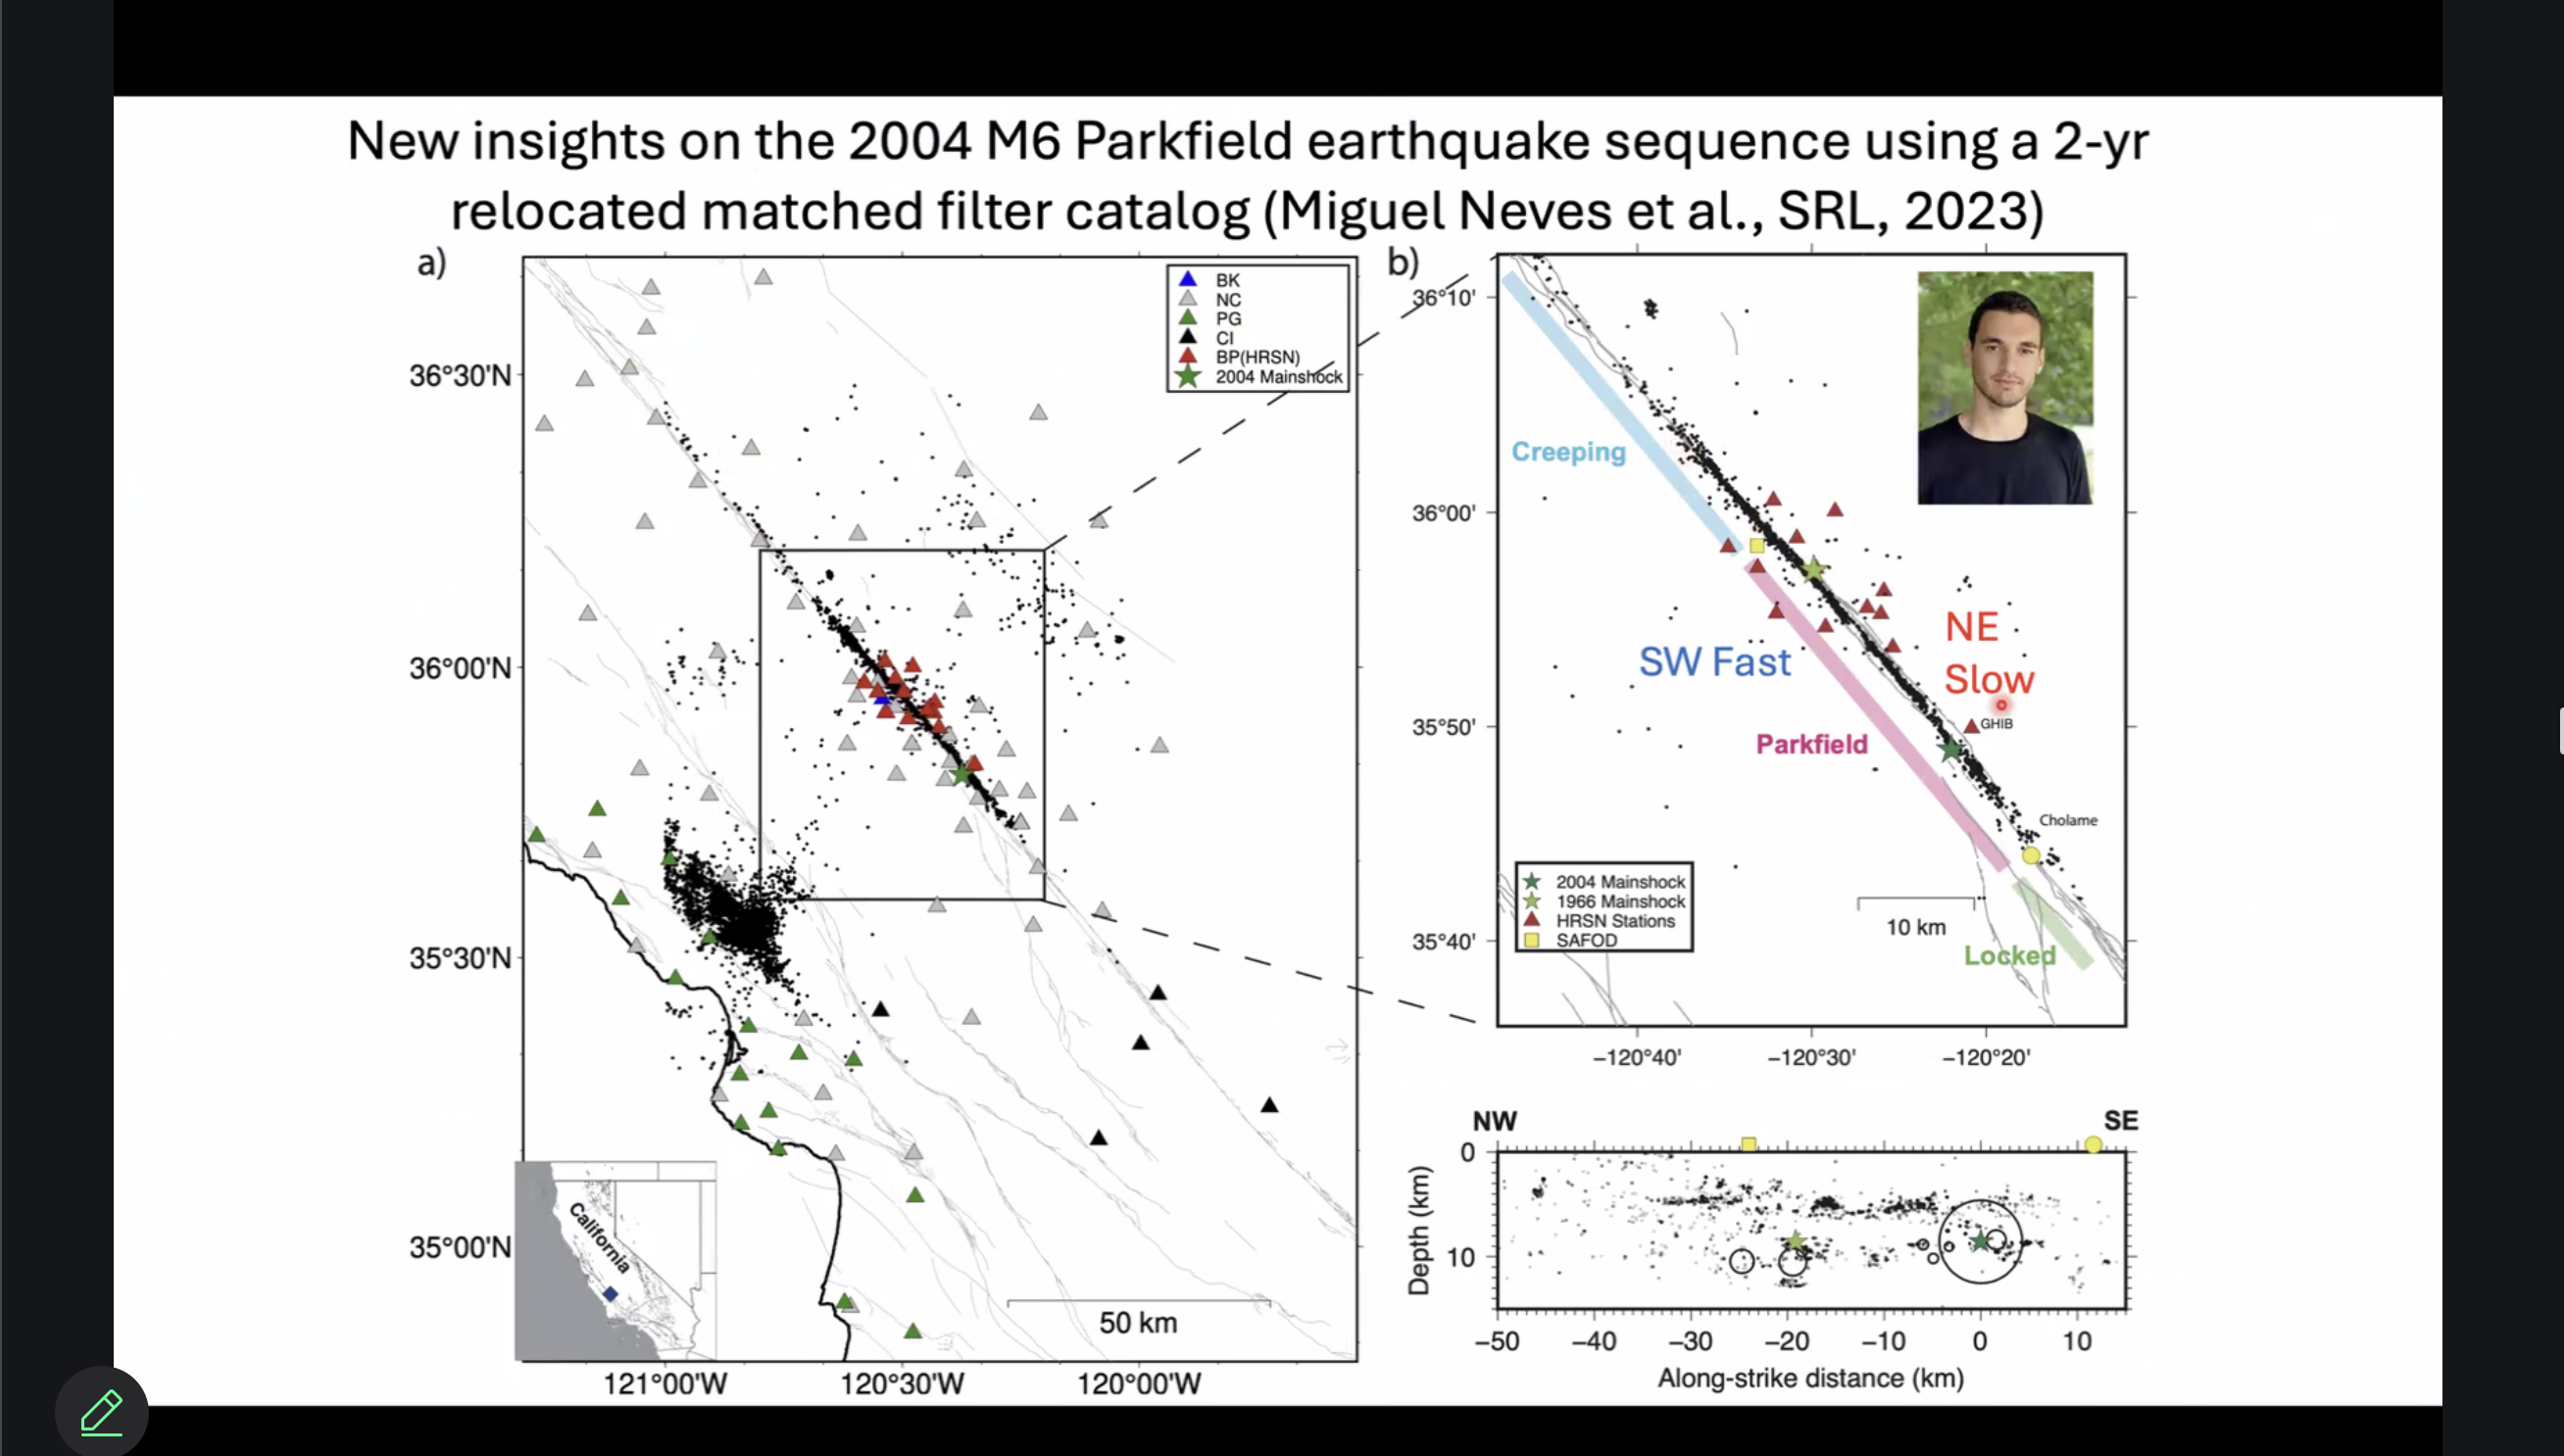 New insights on the 2004 M6 Parkfield earthquake sequence using a 2-yr
relocated matched filter catalog (Miguel Neves et al., SRL, 2023)
a)
BK
NC
PG
CI
BP(HRSN)
2004 Mainshock
36°30'N
36°00'N
35°30'N
35°00'N
121°00'W
120°30'W
120°00'W
50 km
California
b)
36°10'
36°00'
35°50'
35°40'
−120°40'
−120°30'
−120°20'
Creeping
SW Fast
NE
Slow
GHIB
Parkfield
Cholame
Locked
10 km
2004 Mainshock
1966 Mainshock
HRSN Stations
SAFOD
NW
SE
Depth (km)
0
10
−50
−40
−30
−20
−10
0
10
Along-strike distance (km)